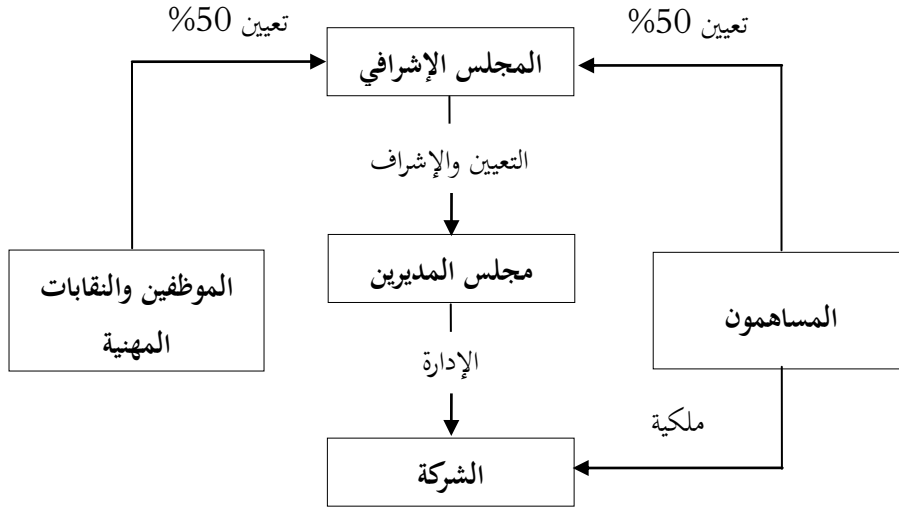 تعيين 50%
تعيين 50%
المجلس الإشرافي
التعيين والإشراف
مجلس المديرين
المساهمون
الموظفين والنقابات
المهنية
الإدارة
ملكية
الشركة